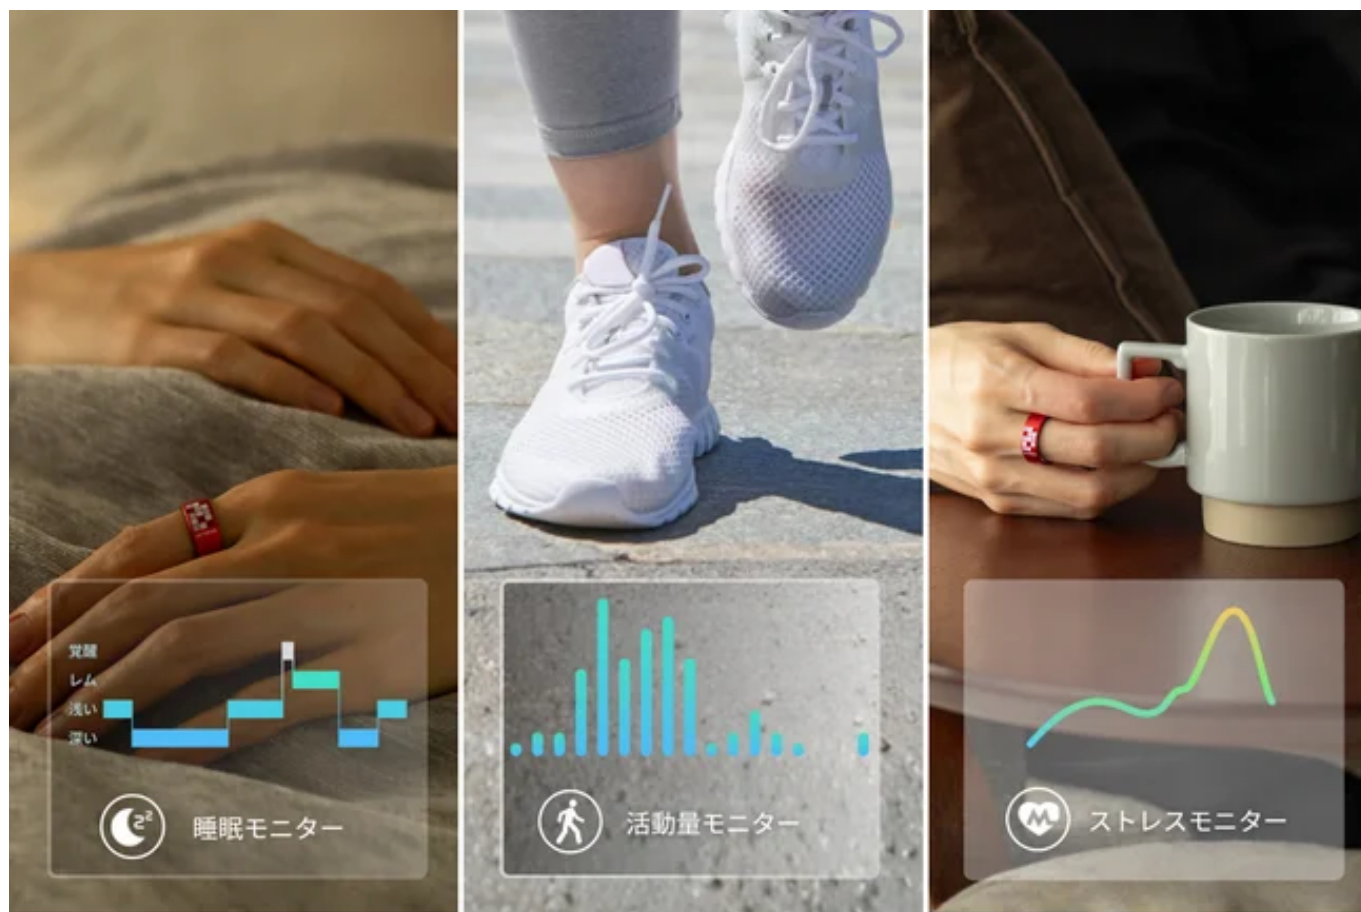 覚醒
レム
浅い
深い
睡眠モニター
活動量モニター
ストレスモニター